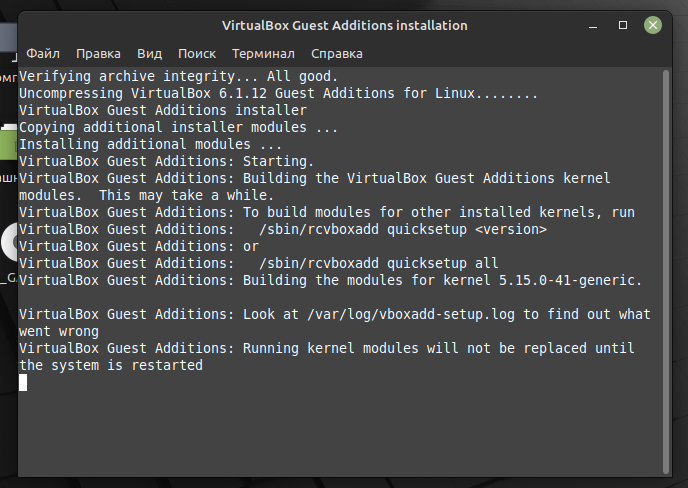 VirtualBox Guest Additions installation
Файл Правка Вид Поиск Терминал Справка
Verifying archive integrity... All good.
Uncompressing VirtualBox 6.1.12 Guest Additions for Linux........
VirtualBox Guest Additions installer
Copying additional installer modules ...
Installing additional modules ...
VirtualBox Guest Additions: Starting.
VirtualBox Guest Additions: Building the VirtualBox Guest Additions kernel
modules.  This may take a while.
VirtualBox Guest Additions: To build modules for other installed kernels, run
VirtualBox Guest Additions:   /sbin/rcvboxadd quicksetup <version>
VirtualBox Guest Additions: or
VirtualBox Guest Additions:   /sbin/rcvboxadd quicksetup all
VirtualBox Guest Additions: Building the modules for kernel 5.15.0-41-generic.
VirtualBox Guest Additions: Look at /var/log/vboxadd-setup.log to find out what
went wrong
VirtualBox Guest Additions: Running kernel modules will not be replaced until
the system is restarted